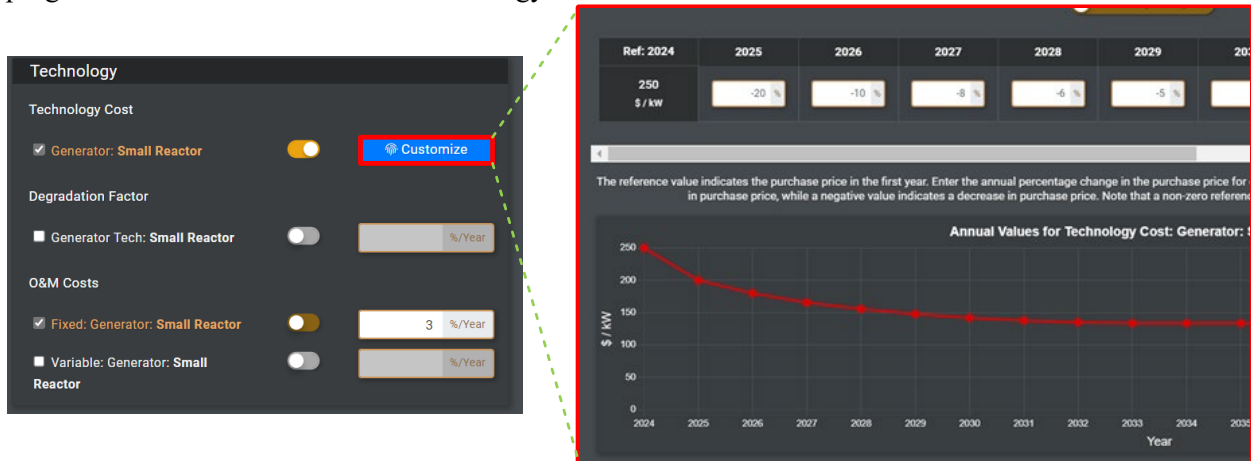 Technology
Technology Cost
Generator: Small Reactor
Customize
Degradation Factor
Generator Tech: Small Reactor
%/Year
O&M Costs
Fixed: Generator: Small Reactor
3 %/Year
Variable: Generator: Small
Reactor
%/Year
Ref: 2024 2025 2026 2027 2028 2029
250
$ / kW
-20 % -10 % -8 % -6 % -5 %
The reference value indicates the purchase price in the first year. Enter the annual percentage change in the purchase price for
in purchase price, while a negative value indicates a decrease in purchase price. Note that a non-zero
Annual Values for Technology Cost: Generator:
250
200
150
100
50
0
$ / kW
2024 2025 2026 2027 2028 2029 2030 2031 2032 2033 2034 2035
Year